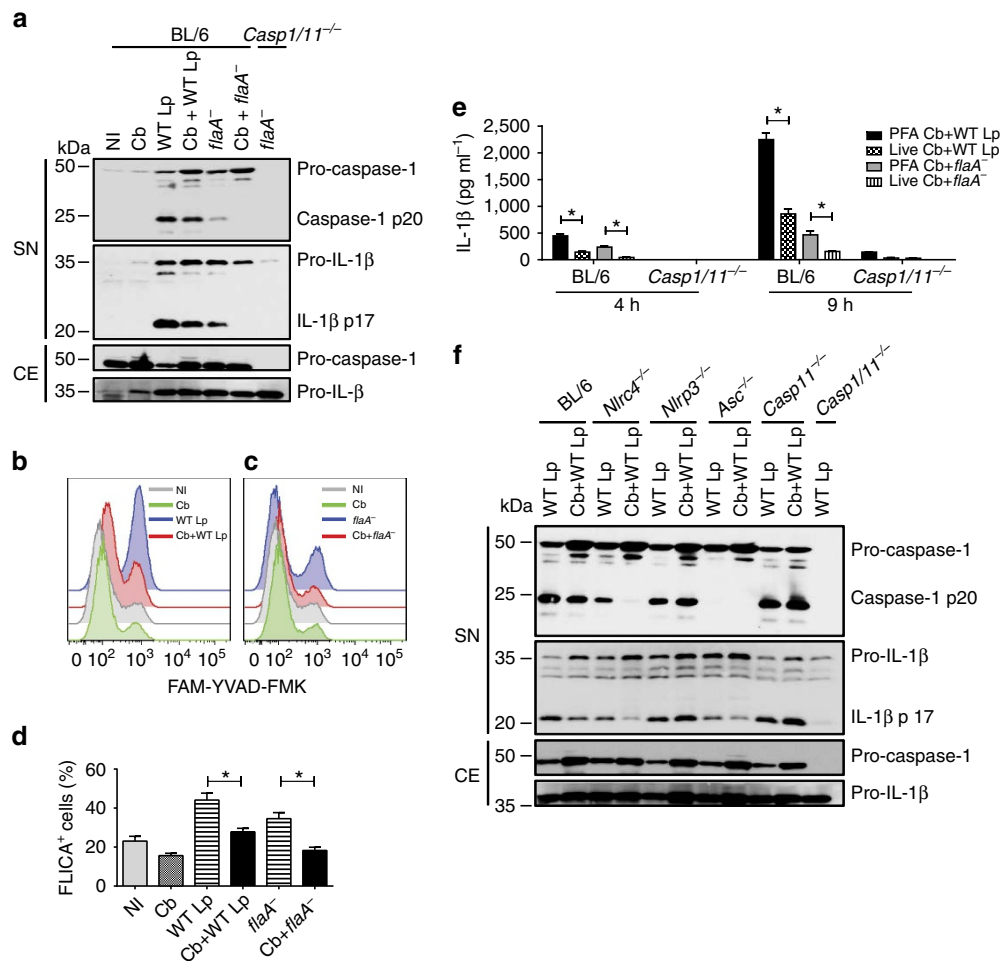 a
BL/6 Casp1/11−/−
NI Cb WT Lp Cb + WT Lp flaA− Cb + flaA− flaA−
kDa
50 Pro-caspase-1
25 Caspase-1 p20
SN
35 Pro-IL-1β
20 IL-1β p17
CE
50 Pro-caspase-1
35 Pro-IL-β
b
NI
Cb
WT Lp
Cb+WT Lp
0 10² 10³ 10⁴ 10⁵
c
NI
Cb
flaA−
Cb+flaA−
0 10² 10³ 10⁴ 10⁵
FAM-YVAD-FMK
d
FLICA+ cells (%)
60
40
20
0
* *
NI Cb WT Lp Cb+WT Lp flaA− Cb+flaA−
e
IL-1β (pg ml−1)
2,500
2,000
1,500
1,000
500
0
* * * *
PFA Cb+WT Lp
Live Cb+WT Lp
PFA Cb+flaA−
Live Cb+flaA−
BL/6 Casp1/11−/− BL/6 Casp1/11−/−
4 h 9 h
f
BL/6 Nlrc4−/− Nlrp3−/− Asc−/− Casp11−/− Casp1/11−/−
WT Lp Cb+WT Lp WT Lp Cb+WT Lp WT Lp Cb+WT Lp WT Lp Cb+WT Lp WT Lp Cb+WT Lp WT Lp
kDa
50 Pro-caspase-1
25 Caspase-1 p20
SN
35 Pro-IL-1β
20 IL-1β p 17
CE
50 Pro-caspase-1
35 Pro-IL-1β